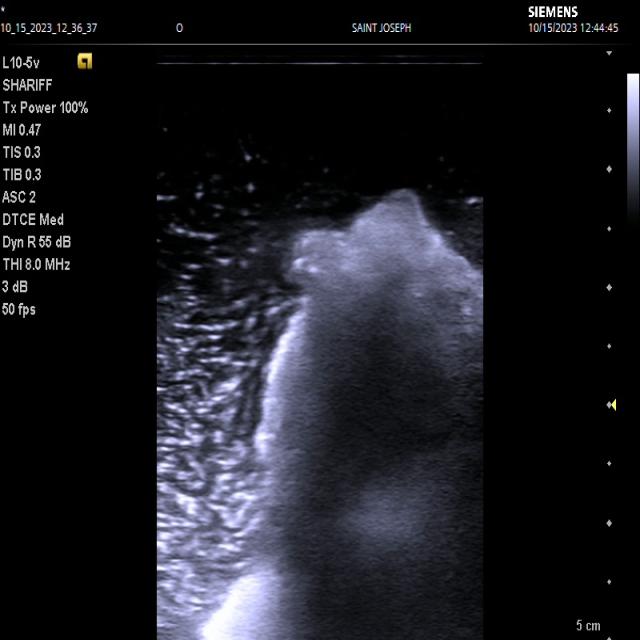 *
SIEMENS
10_15_2023_12_36_37 O SAINT JOSEPH 10/15/2023 12:44:45
L10-5v
SHARIFF
Tx Power 100%
MI 0.47
TIS 0.3
TIB 0.3
ASC 2
DTCE Med
Dyn R 55 dB
THI 8.0 MHz
3 dB
50 fps
5 cm